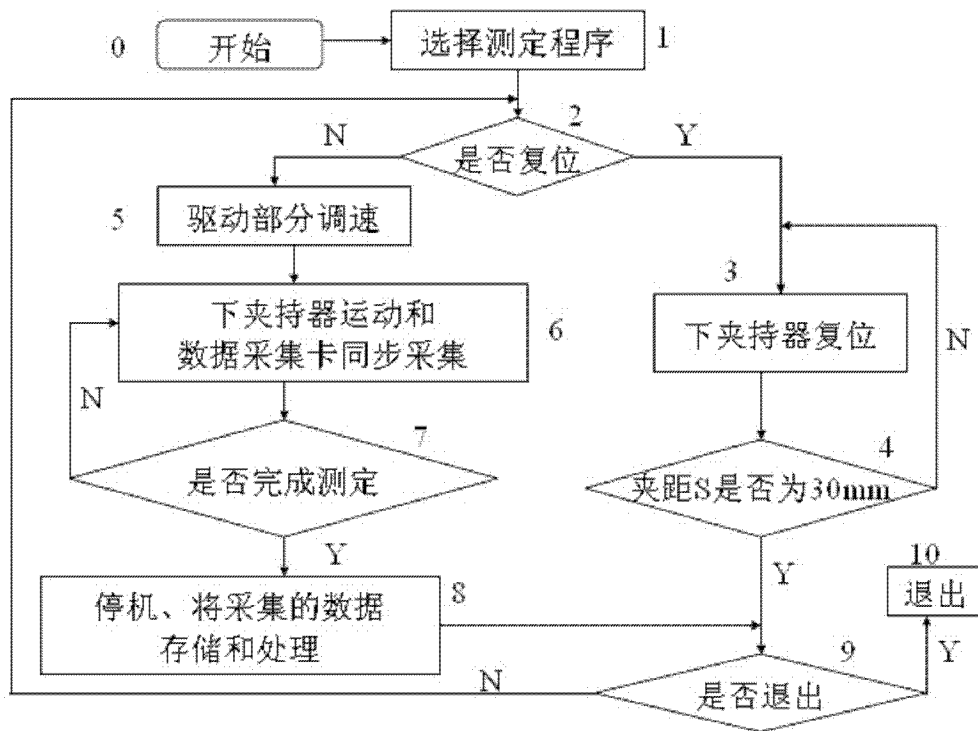 0
开始
选择测定程序
1
2
N
是否复位
Y
5
驱动部分调速
3
下夹持器运动和
数据采集卡同步采集
6
下夹持器复位
N
N
7
是否完成测定
4
夹距S是否为30mm
Y
Y
8
停机、将采集的数据
存储和处理
10
退出
9
N
是否退出
Y